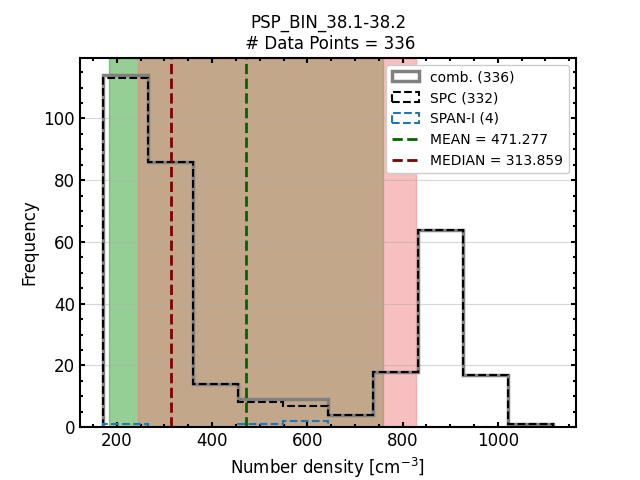 PSP_BIN_38.1-38.2
# Data Points = 336
comb. (336)
SPC (332)
SPAN-I (4)
MEAN = 471.277
MEDIAN = 313.859
Frequency
100
80
60
40
20
0
200 400 600 800 1000
Number density [cm⁻³]